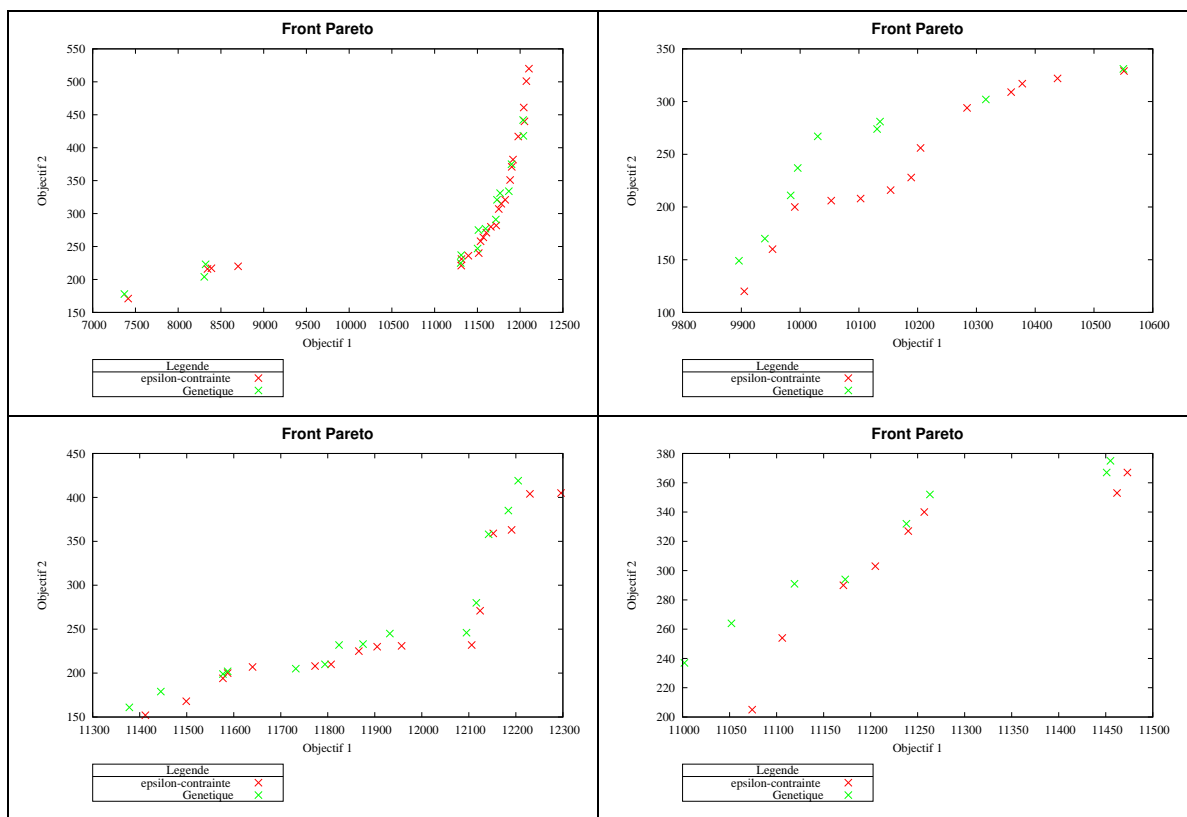 Front Pareto
550
500
450
400
350
300
250
200
150
7000 7500 8000 8500 9000 9500 10000 10500 11000 11500 12000 12500
Objectif 2
Objectif 1
Legende
epsilon-contrainte
Genetique
Front Pareto
350
300
250
200
150
100
9800 9900 10000 10100 10200 10300 10400 10500 10600
Objectif 2
Objectif 1
Legende
epsilon-contrainte
Genetique
Front Pareto
450
400
350
300
250
200
150
11300 11400 11500 11600 11700 11800 11900 12000 12100 12200 12300
Objectif 2
Objectif 1
Legende
epsilon-contrainte
Genetique
Front Pareto
380
360
340
320
300
280
260
240
220
200
11000 11050 11100 11150 11200 11250 11300 11350 11400 11450 11500
Objectif 2
Objectif 1
Legende
epsilon-contrainte
Genetique